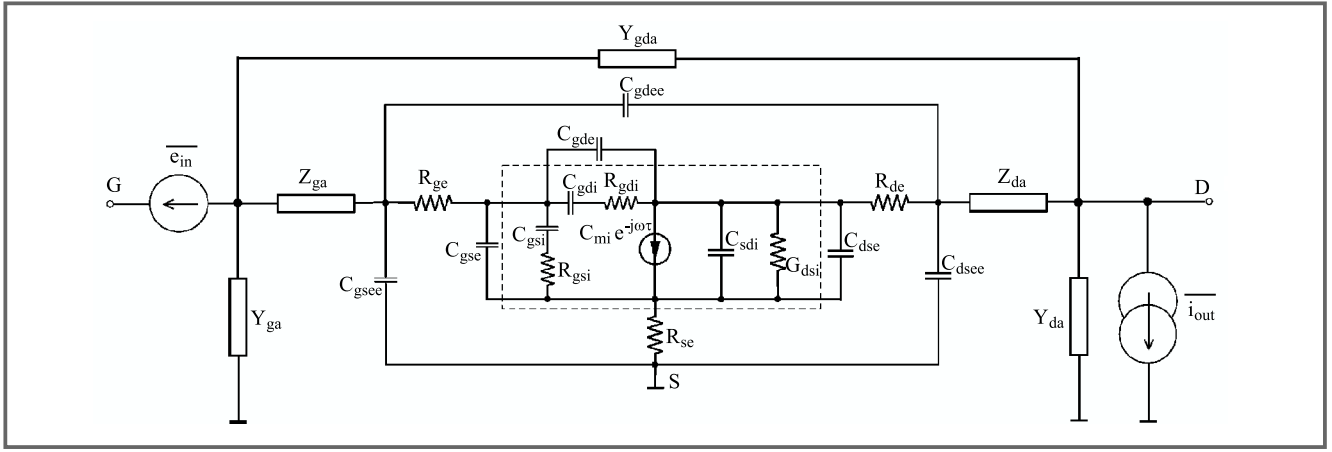 Y_gda
C_gdee
e_in
C_gde
G
Z_ga
R_ge
C_gdi
R_gdi
R_de
Z_da
D
C_gse
C_gsi
C_mi e^-jωτ
C_sdi
G_dsi
C_dse
R_gsi
C_gsee
C_dsee
Y_ga
R_se
Y_da
i_out
S